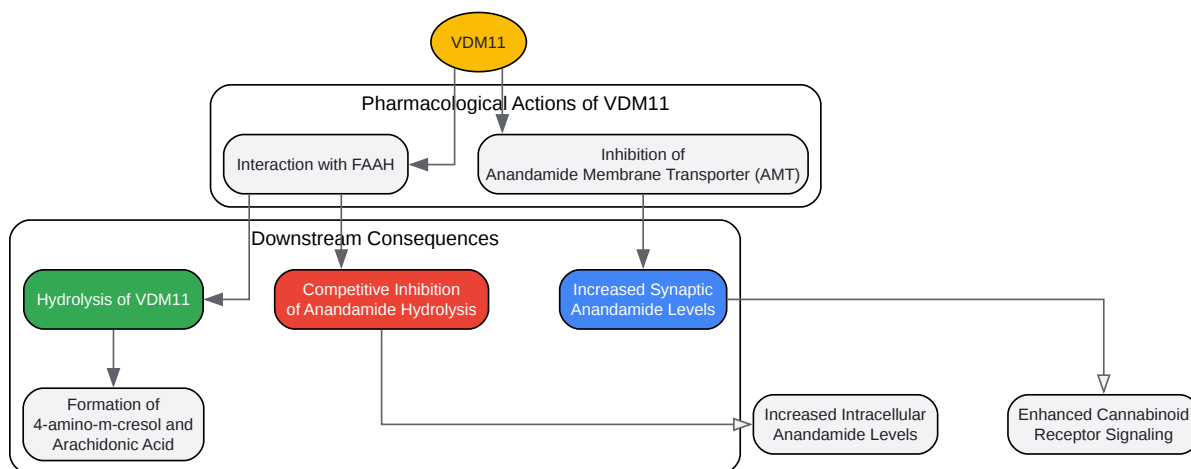 VDM11
Pharmacological Actions of VDM11
Interaction with FAAH
Inhibition of
Anandamide Membrane Transporter (AMT)
Downstream Consequences
Hydrolysis of VDM11
Competitive Inhibition
of Anandamide Hydrolysis
Increased Synaptic
Anandamide Levels
Formation of
4-amino-m-cresol and
Arachidonic Acid
Increased Intracellular
Anandamide Levels
Enhanced Cannabinoid
Receptor Signaling